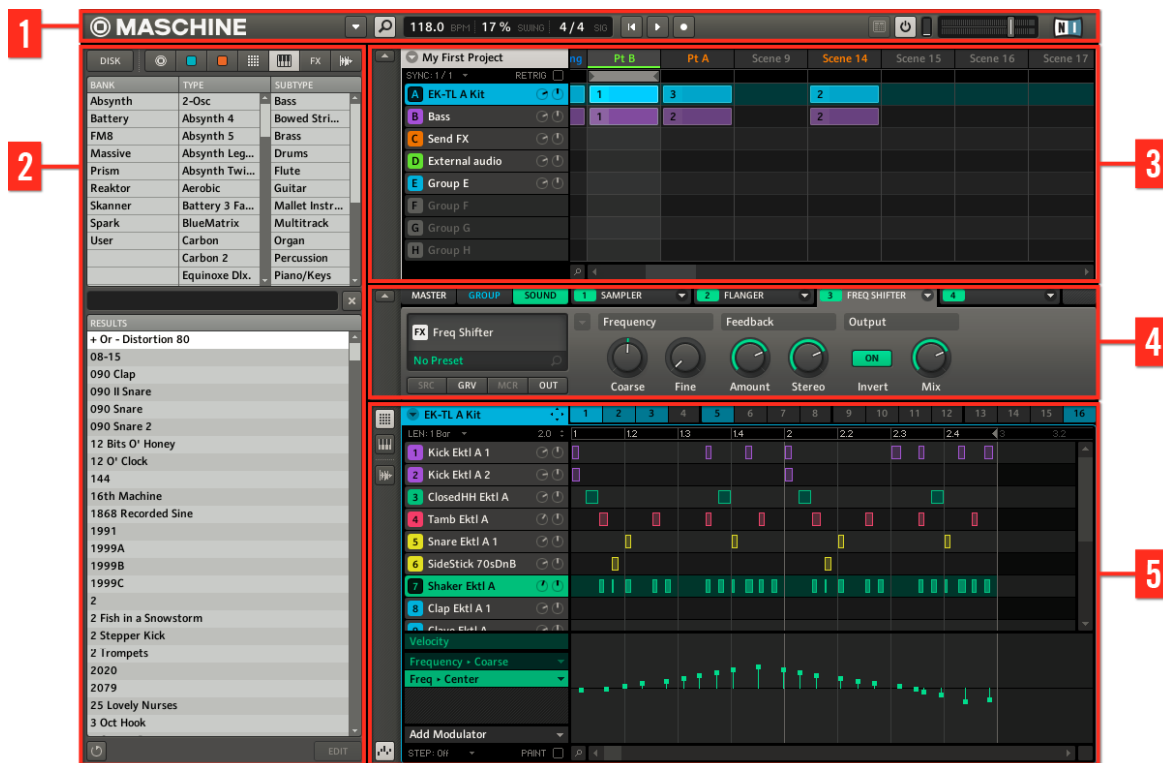 1
MASCHINE
118.0 BPM 17% SWING 4/4 SIG
NI
2
DISK FX
BANK TYPE SUBTYPE
Absynth 2-Osc Bass
Battery Absynth 4 Bowed Stri...
FM8 Absynth 5 Brass
Massive Absynth Leg... Drums
Prism Absynth Twi... Flute
Reaktor Aerobic Guitar
Skanner Battery 3 Fa... Mallet Instr...
Spark BlueMatrix Multitrack
User Carbon Organ
Carbon 2 Percussion
Equinoxe Dlx. Piano/Keys
RESULTS
+ Or - Distortion 80
08-15
090 Clap
090 II Snare
090 Snare
090 Snare 2
12 Bits O' Honey
12 O' Clock
144
16th Machine
1868 Recorded Sine
1991
1999A
1999B
1999C
2
2 Fish in a Snowstorm
2 Stepper Kick
2 Trompets
2020
2079
25 Lovely Nurses
3 Oct Hook
EDIT
3
My First Project ng Pt B Pt A Scene 9 Scene 14 Scene 15 Scene 16 Scene 17
SYNC: 1 / 1 RETRIG
A EK-TL A Kit 1 3 2
B Bass 1 2 2
C Send FX
D External audio
E Group E
F Group F
G Group G
H Group H
4
MASTER GROUP SOUND 1 SAMPLER 2 FLANGER 3 FREQ SHIFTER 4
FX Freq Shifter Frequency Feedback Output
No Preset ON
SRC GRV MCR OUT Coarse Fine Amount Stereo Invert Mix
5
EK-TL A Kit 1 2 3 4 5 6 7 8 9 10 11 12 13 14 15 16
LEN: 1 Bar 2.0 1 1.2 1.3 1.4 2 2.2 2.3 2.4 3 3.2
1 Kick Ektl A 1
2 Kick Ektl A 2
3 ClosedHH Ektl A
4 Tamb Ektl A
5 Snare Ektl A 1
6 SideStick 70sDnB
7 Shaker Ektl A
8 Clap Ektl A 1
9 Clave Ektl A
Velocity
Frequency ▸ Coarse
Freq ▸ Center
Add Modulator
STEP: Off PAINT